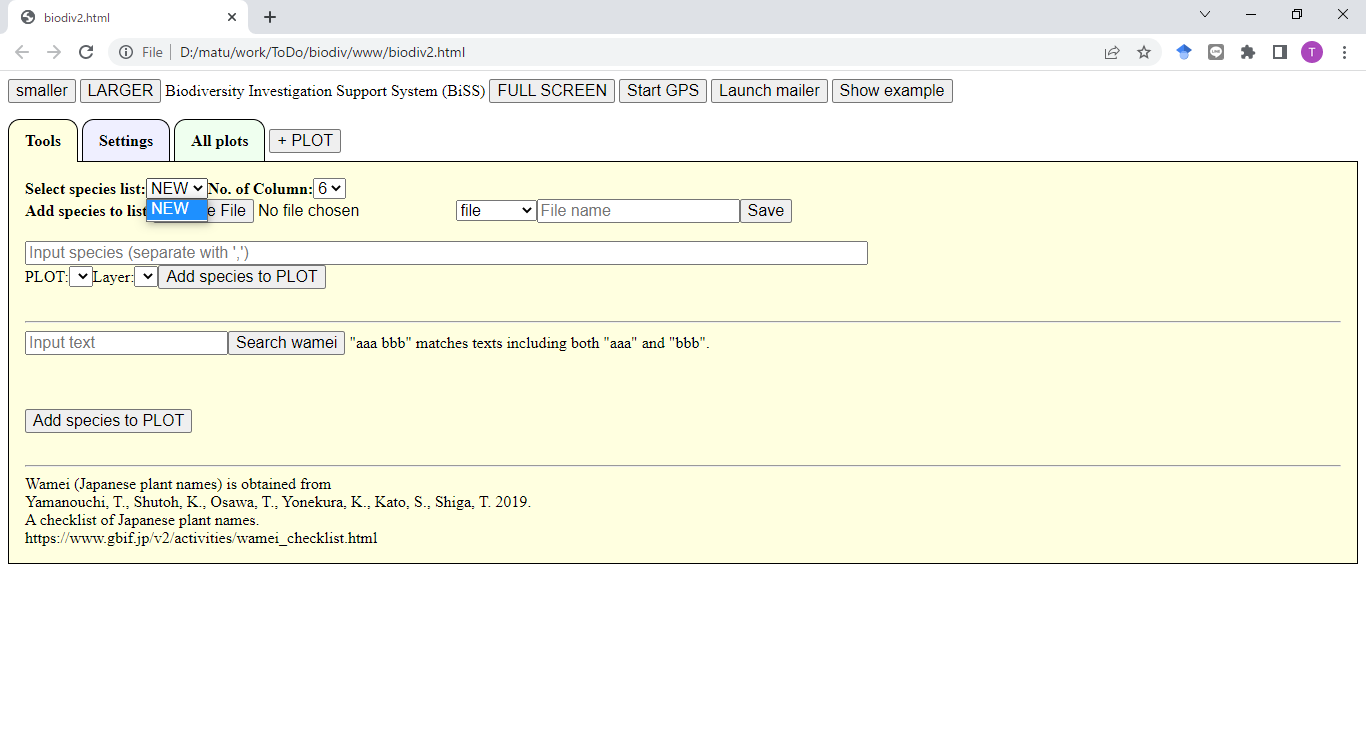 biodiv2.html
File D:/matu/work/ToDo/biodiv/www/biodiv2.html T
smaller LARGER Biodiversity Investigation Support System (BiSS) FULL SCREEN Start GPS Launch mailer Show example
Tools Settings All plots + PLOT
Select species list: NEW No. of Column: 6
Add species to list NEW e File No file chosen file File name Save
Input species (separate with ',')
PLOT: Layer: Add species to PLOT
Input text Search wamei "aaa bbb" matches texts including both "aaa" and "bbb".
Add species to PLOT
Wamei (Japanese plant names) is obtained from
Yamanouchi, T., Shutoh, K., Osawa, T., Yonekura, K., Kato, S., Shiga, T. 2019.
A checklist of Japanese plant names.
https://www.gbif.jp/v2/activities/wamei_checklist.html